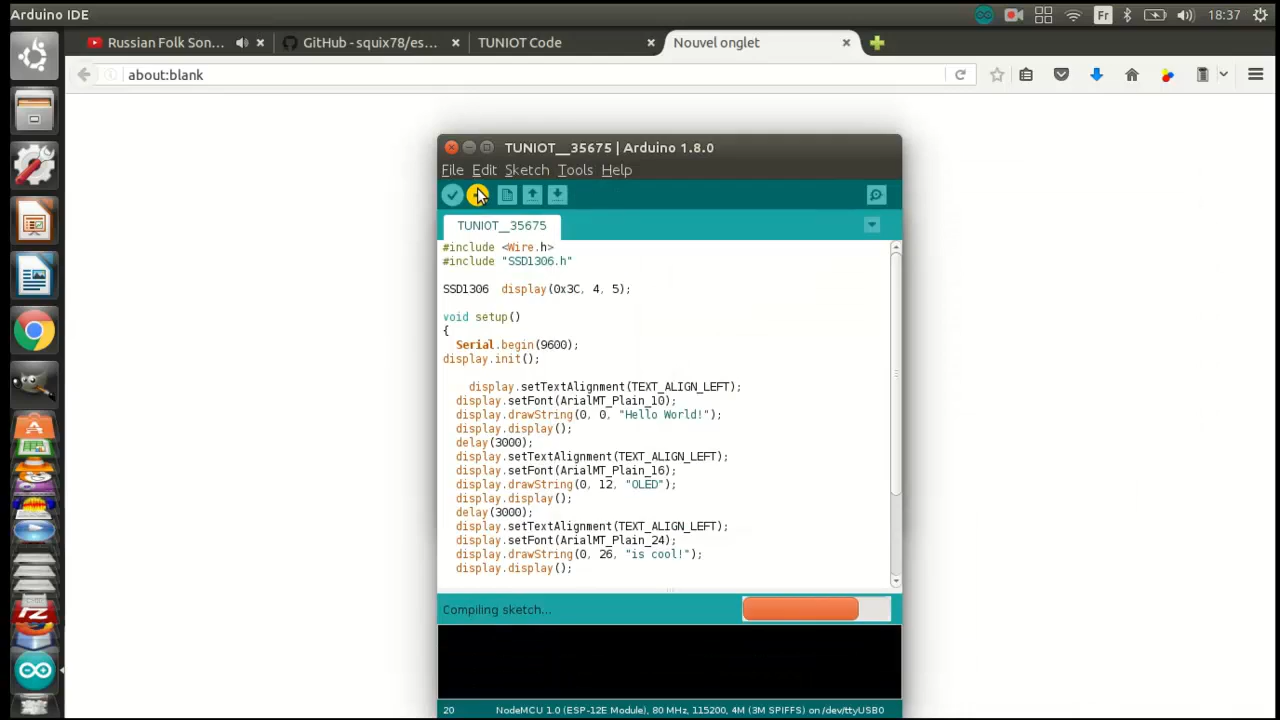 Arduino IDE
Fr
18:37
Russian Folk Son...
GitHub - squix78/es...
TUNIOT Code
Nouvel onglet
about:blank
TUNIOT__35675 | Arduino 1.8.0
File Edit Sketch Tools Help
TUNIOT__35675
#include <Wire.h>
#include "SSD1306.h"
SSD1306  display(0x3C, 4, 5);
void setup()
{
Serial.begin(9600);
display.init();
display.setTextAlignment(TEXT_ALIGN_LEFT);
display.setFont(ArialMT_Plain_10);
display.drawString(0, 0, "Hello World!");
display.display();
delay(3000);
display.setTextAlignment(TEXT_ALIGN_LEFT);
display.setFont(ArialMT_Plain_16);
display.drawString(0, 12, "OLED");
display.display();
delay(3000);
display.setTextAlignment(TEXT_ALIGN_LEFT);
display.setFont(ArialMT_Plain_24);
display.drawString(0, 26, "is cool!");
display.display();
Compiling sketch...
20
NodeMCU 1.0 (ESP-12E Module), 80 MHz, 115200, 4M (3M SPIFFS) on /dev/ttyUSB0